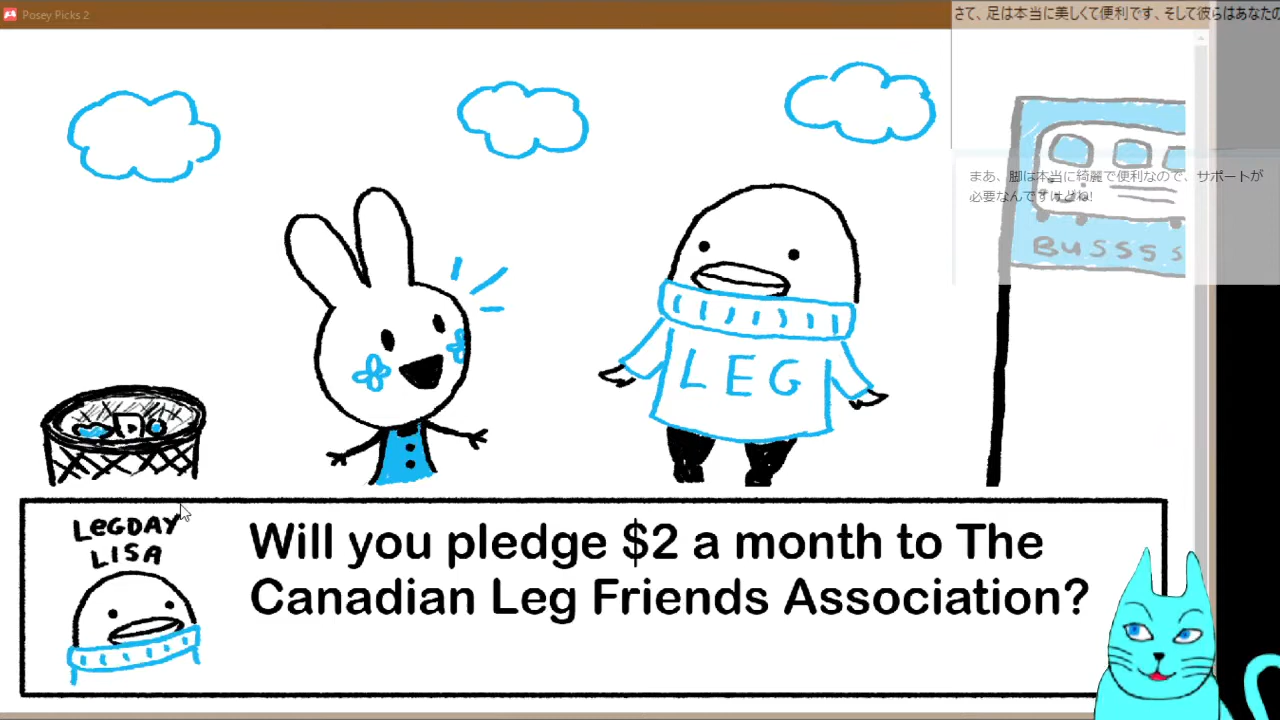 Posey Picks 2
さて、足は本当に美しくて便利です、そして彼らはあなたの
まあ、脚は本当に綺麗で便利なので、サポートが
必要なんですけどね!
BUSSS s
LEG
LEGDAY
LISA
Will you pledge $2 a month to The
Canadian Leg Friends Association?